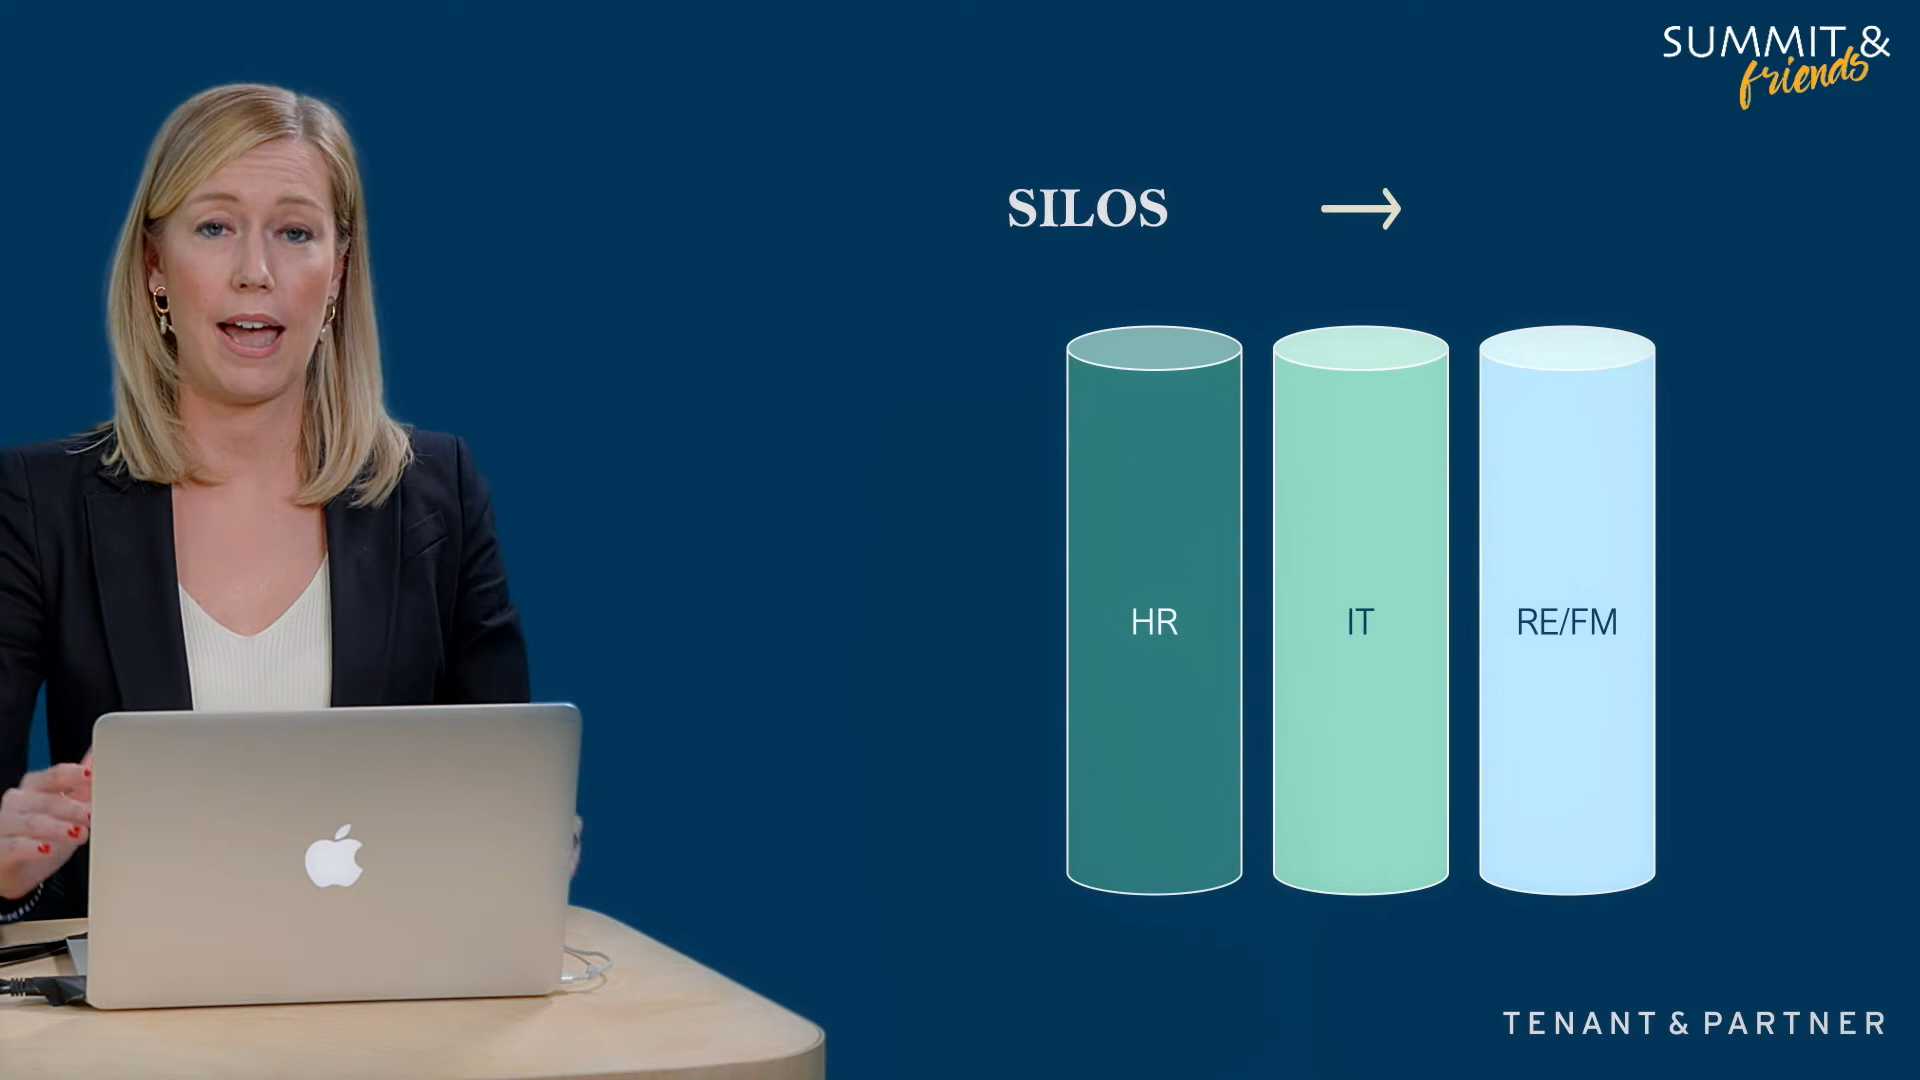 SUMMIT &
friends
SILOS →
HR
IT
RE/FM
TENANT & PARTNER